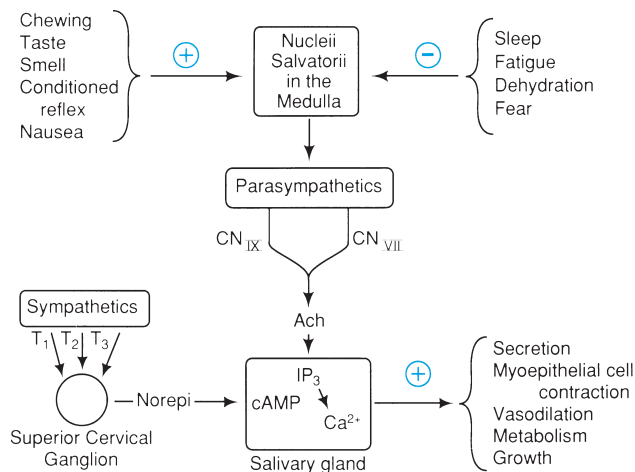 Chewing
Taste
Smell
Conditioned
reflex
Nausea
+
Nucleii
Salvatorii
in the
Medulla
−
Sleep
Fatigue
Dehydration
Fear
Parasympathetics
CN IX
CN VII
Sympathetics
T1 T2 T3
Ach
Superior Cervical
Ganglion
Norepi
IP3
cAMP
Ca2+
Salivary gland
+
Secretion
Myoepithelial cell
contraction
Vasodilation
Metabolism
Growth